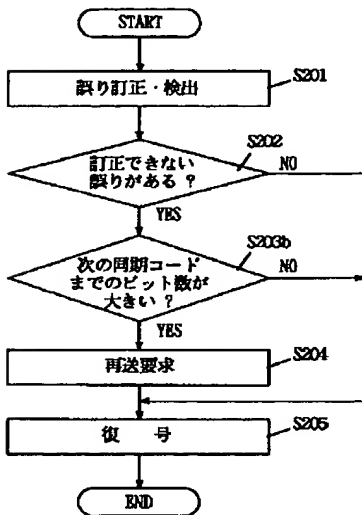 START
S201
誤り訂正・検出
S202
訂正できない
誤りがある ?
NO
YES
S203b
次の同期コード
までのビット数が
大きい ?
NO
YES
S204
再送要求
S205
復 号
END